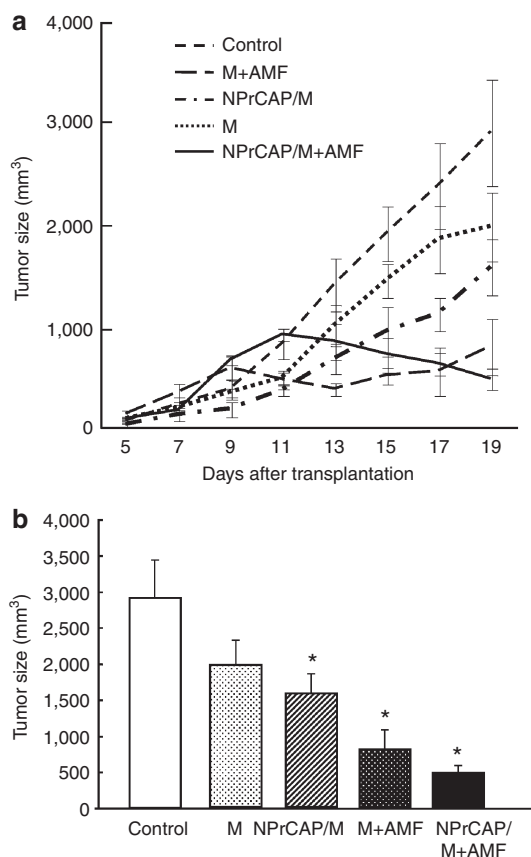 a
4,000
3,000
2,000
1,000
0
Tumor size (mm³)
Control
M+AMF
NPrCAP/M
M
NPrCAP/M+AMF
5 7 9 11 13 15 17 19
Days after transplantation
b
4,000
3,500
3,000
2,500
2,000
1,500
1,000
500
0
Tumor size (mm³)
*
*
*
Control M NPrCAP/M M+AMF NPrCAP/
M+AMF